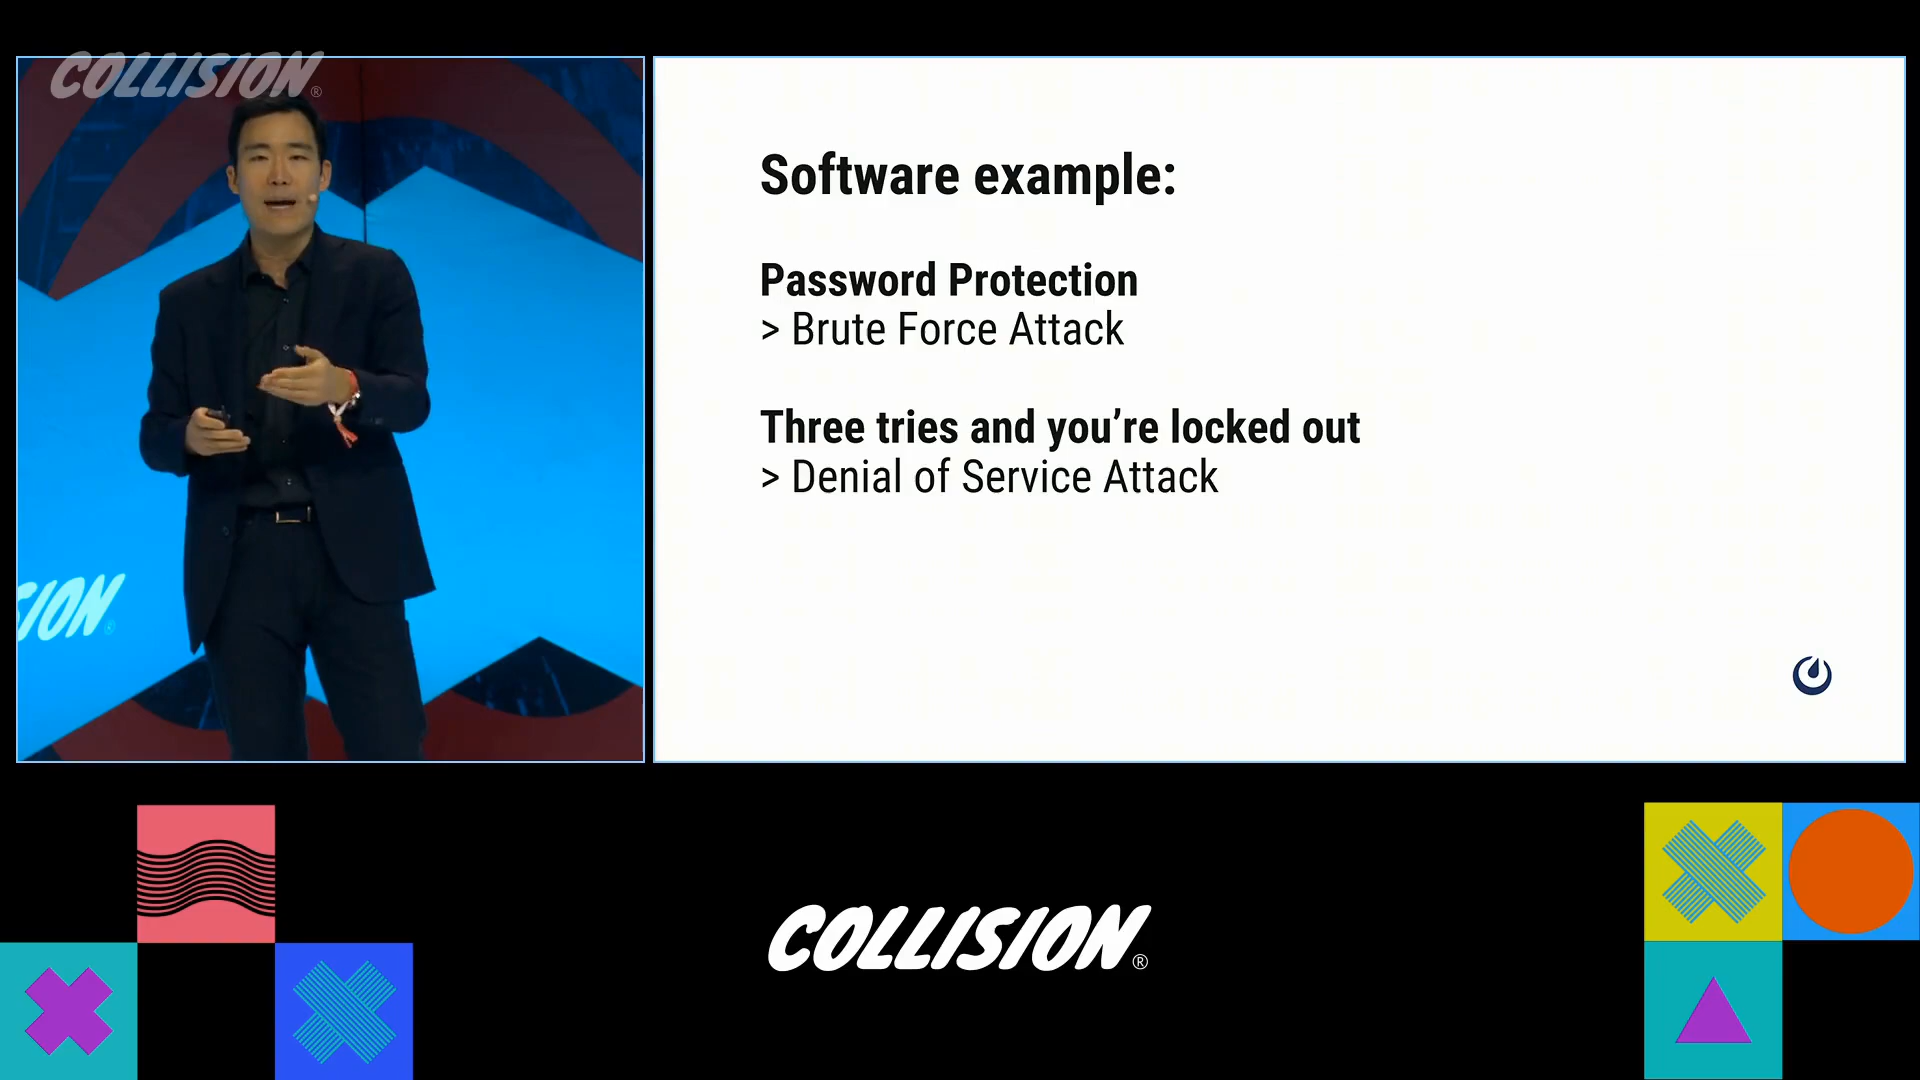 COLLISION®
SION®
Software example:
Password Protection
> Brute Force Attack
Three tries and you’re locked out
> Denial of Service Attack
COLLISION®